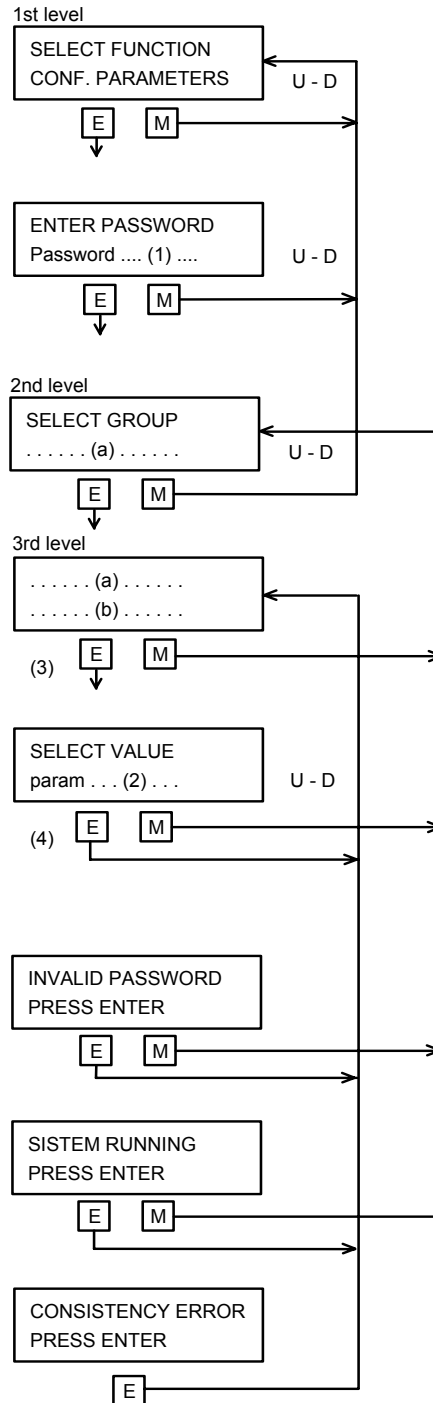 1st level
SELECT FUNCTION
CONF. PARAMETERS
U - D
E M
ENTER PASSWORD
Password .... (1) ....
U - D
E M
2nd level
SELECT GROUP
. . . . . . (a) . . . . . .
U - D
E M
3rd level
. . . . . . (a) . . . . . .
. . . . . . (b) . . . . . .
(3) E M
SELECT VALUE
param . . . (2) . . .
U - D
(4) E M
INVALID PASSWORD
PRESS ENTER
E M
SISTEM RUNNING
PRESS ENTER
E M
CONSISTENCY ERROR
PRESS ENTER
E